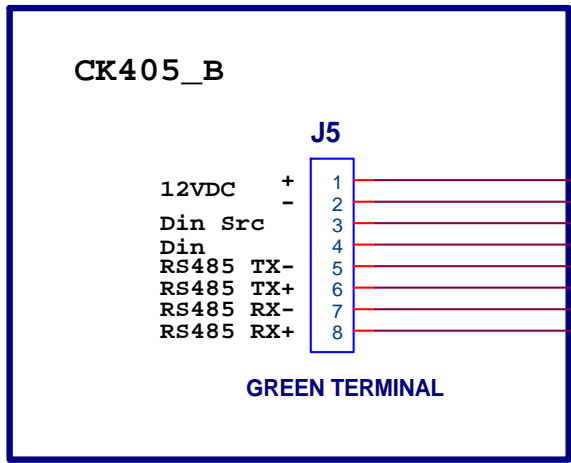 CK405_B
J5
12VDC + 1
- 2
Din Src 3
Din 4
RS485 TX- 5
RS485 TX+ 6
RS485 RX- 7
RS485 RX+ 8
GREEN TERMINAL